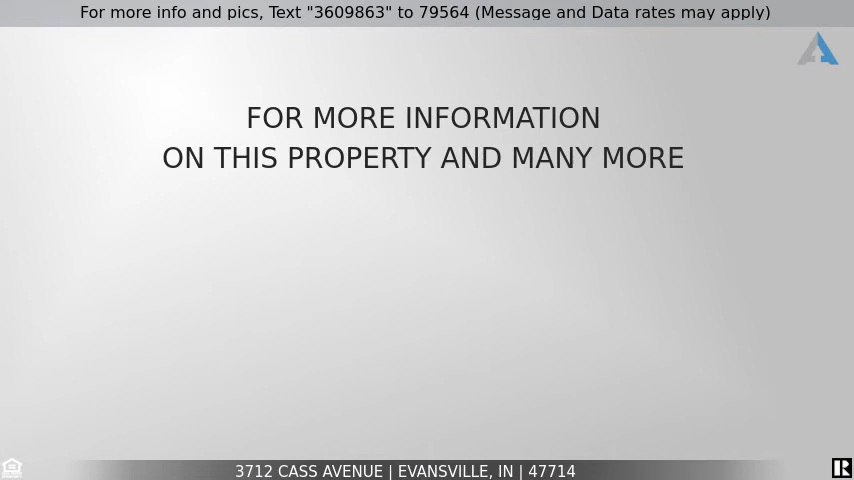 For more info and pics, Text "3609863" to 79564 (Message and Data rates may apply)
FOR MORE INFORMATION
ON THIS PROPERTY AND MANY MORE
3712 CASS AVENUE | EVANSVILLE, IN | 47714